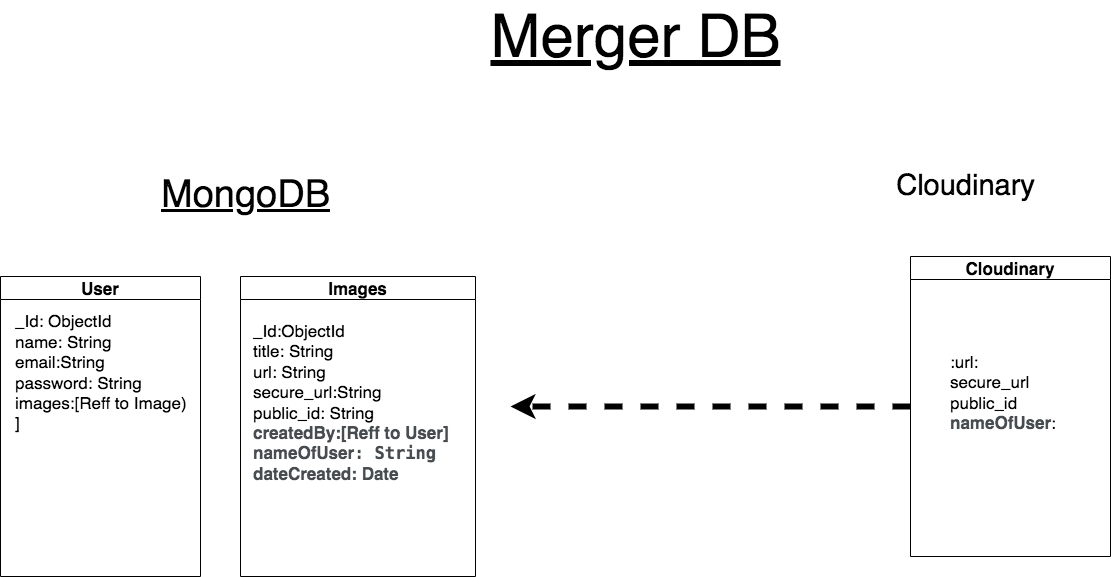 Merger DB
MongoDB
Cloudinary
User
_Id: ObjectId
name: String
email:String
password: String
images:[Reff to Image)
]
Images
_Id:ObjectId
title: String
url: String
secure_url:String
public_id: String
createdBy:[Reff to User]
nameOfUser: String
dateCreated: Date
Cloudinary
:url:
secure_url
public_id
nameOfUser: